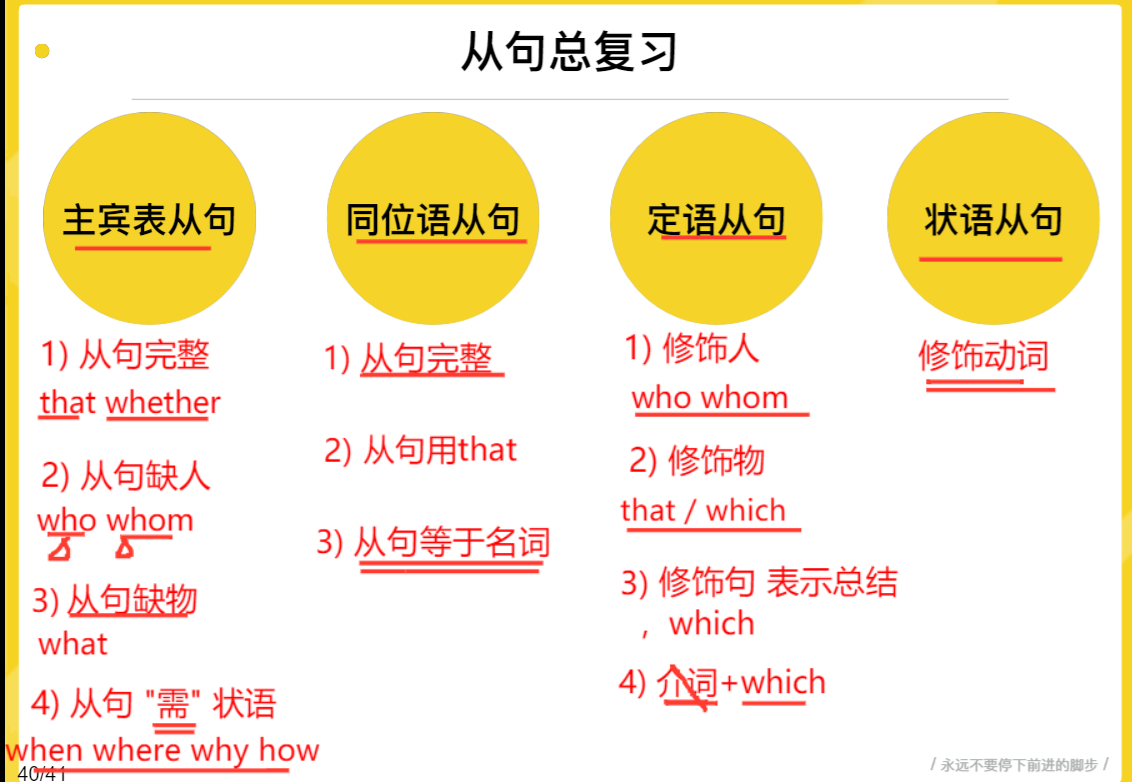 从句总复习
主宾表从句
同位语从句
定语从句
状语从句
1) 从句完整
that whether
2) 从句缺人
who whom
3) 从句缺物
what
4) 从句 "需" 状语
when where why how
1) 从句完整
2) 从句用that
3) 从句等于名词
1) 修饰人
who whom
2) 修饰物
that / which
3) 修饰句 表示总结
, which
4) 介词+which
修饰动词
40/41
/ 永远不要停下前进的脚步 /